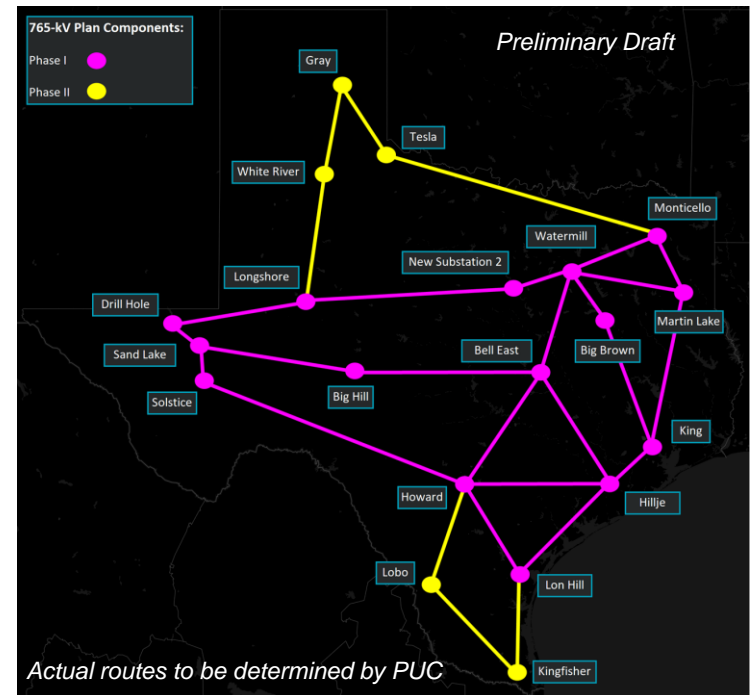 765-kV Plan Components:
Phase I
Phase II
Preliminary Draft
Gray
Tesla
White River
Monticello
Watermill
New Substation 2
Longshore
Drill Hole
Martin Lake
Sand Lake
Bell East
Big Brown
Solstice
Big Hill
King
Howard
Hillje
Lobo
Lon Hill
Kingfisher
Actual routes to be determined by PUC